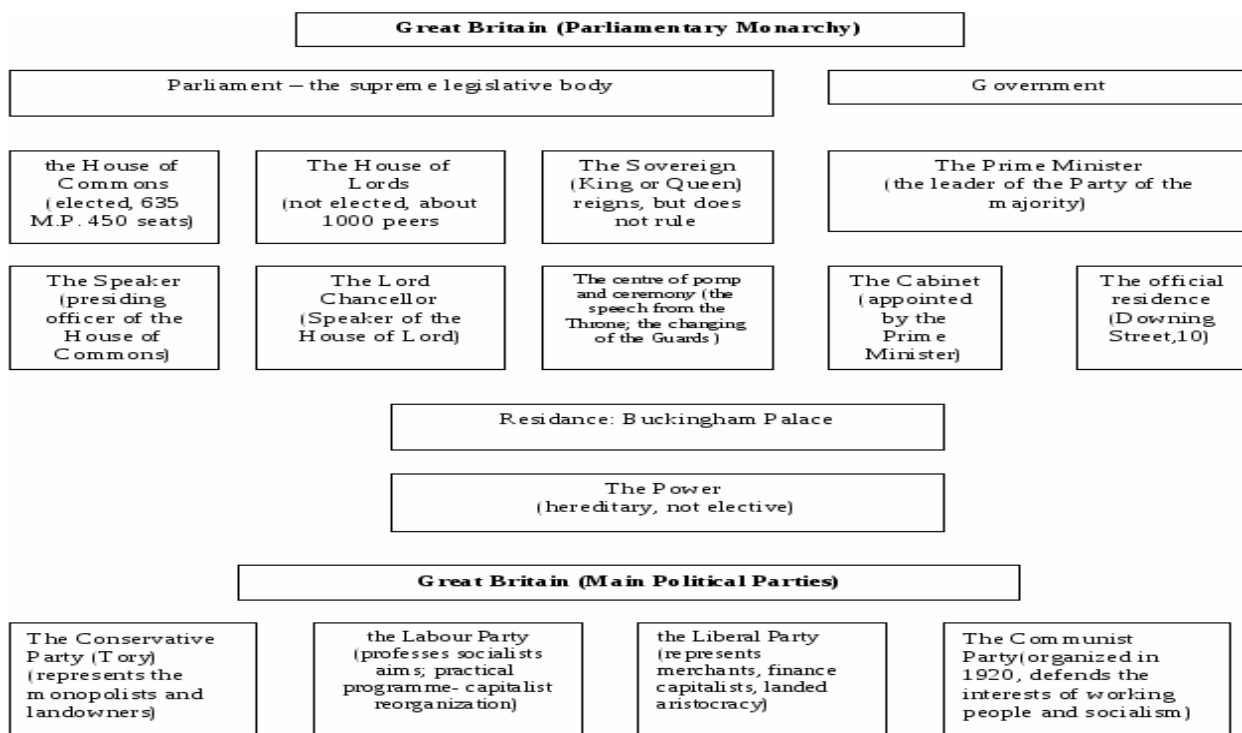 Great Britain (Parliamentary Monarchy)
Parliament – the supreme legislative body
Government
the House of
Commons
(elected, 635
M.P. 450 seats)
The House of
Lords
(not elected, about
1000 peers
The Sovereign
(King or Queen)
reigns, but does
not rule
The Prime Minister
(the leader of the Party of the
majority)
The Speaker
(presiding
officer of the
House of
Commons)
The Lord
Chancellor
(Speaker of the
House of Lord)
The centre of pomp
and ceremony (the
speech from the
Throne; the changing
of the Guards )
The Cabinet
(appointed
by the
Prime
Minister)
The official
residence
(Downing
Street,10)
Residance: Buckingham Palace
The Power
(hereditary, not elective)
Great Britain (Main Political Parties)
The Conservative
Party (Tory)
(represents the
monopolists and
landowners)
the Labour Party
(professes socialists
aims; practical
programme- capitalist
reorganization)
the Liberal Party
(represents
merchants, finance
capitalists, landed
aristocracy)
The Communist
Party(organized in
1920, defends the
interests of working
people and socialism)